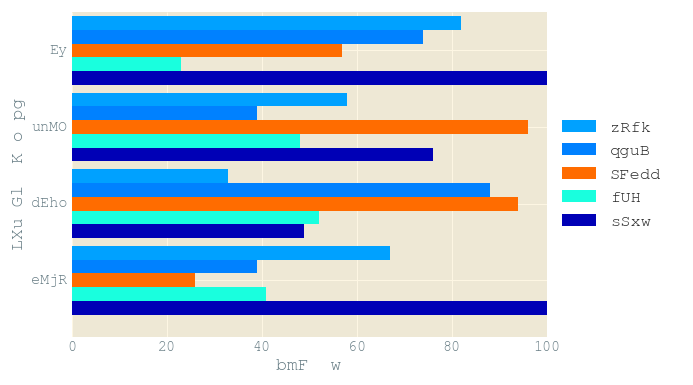 LXu Gl  K  o pg
Ey
unMO
dEho
eMjR
0 20 40 60 80 100
bmF  w
zRfk
qguB
SFedd
fUH
sSxw